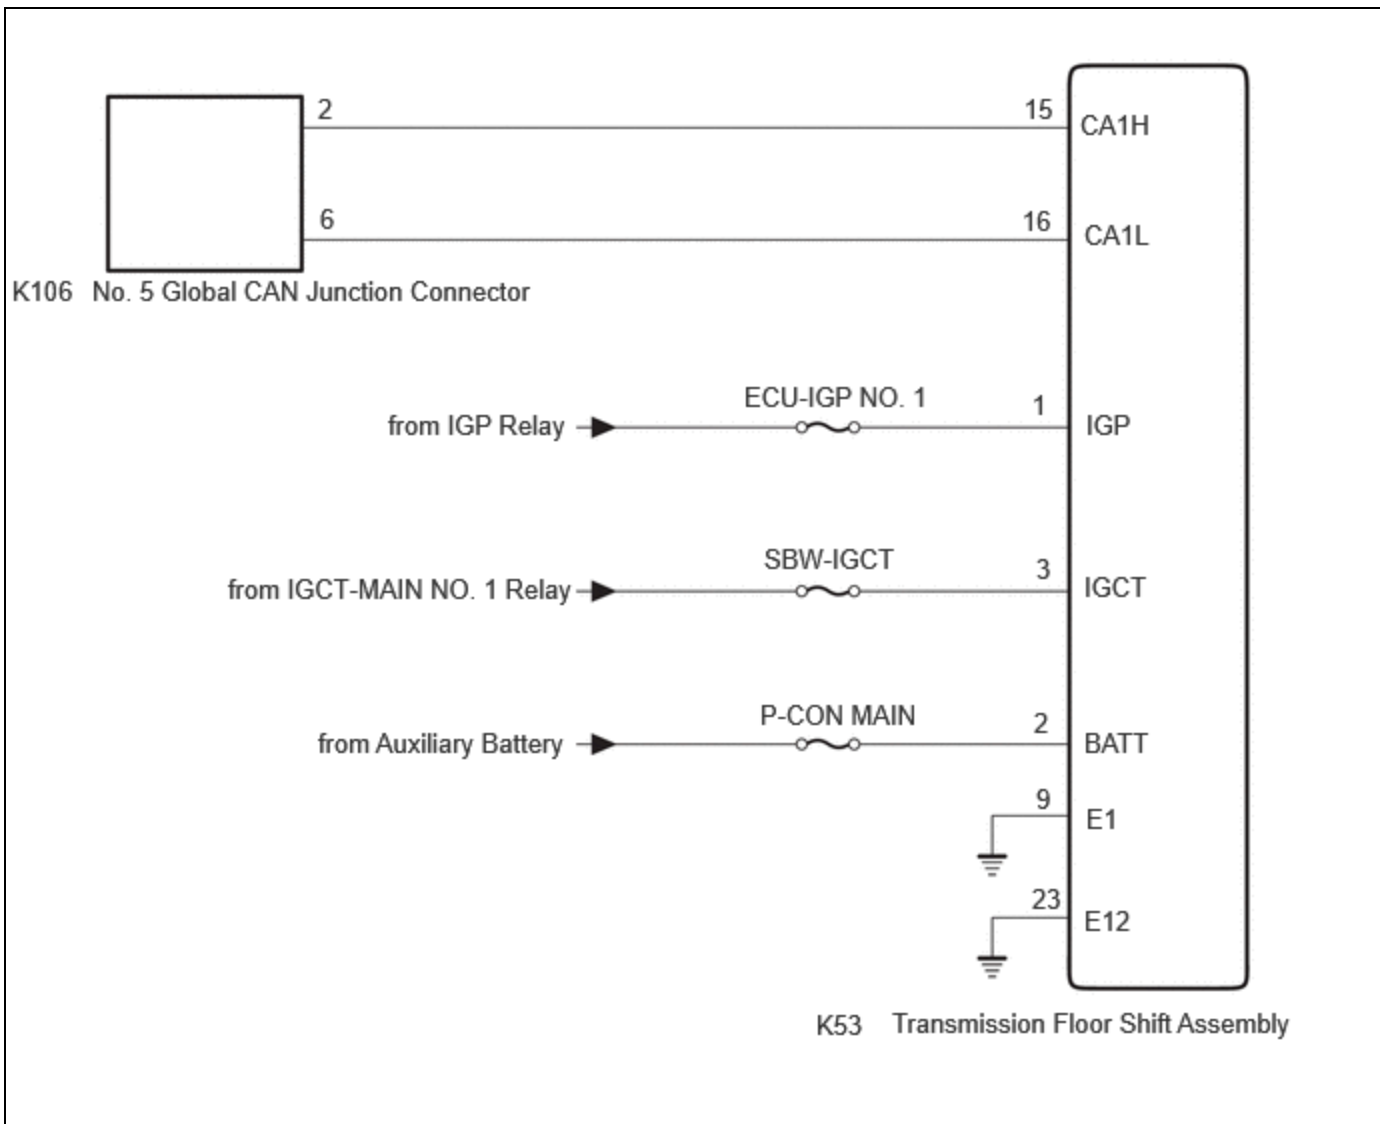 2 15 CA1H
6 16 CA1L
K106 No. 5 Global CAN Junction Connector
ECU-IGP NO. 1
from IGP Relay 1 IGP
SBW-IGCT
from IGCT-MAIN NO. 1 Relay 3 IGCT
P-CON MAIN
from Auxiliary Battery 2 BATT
9 E1
23 E12
K53 Transmission Floor Shift Assembly